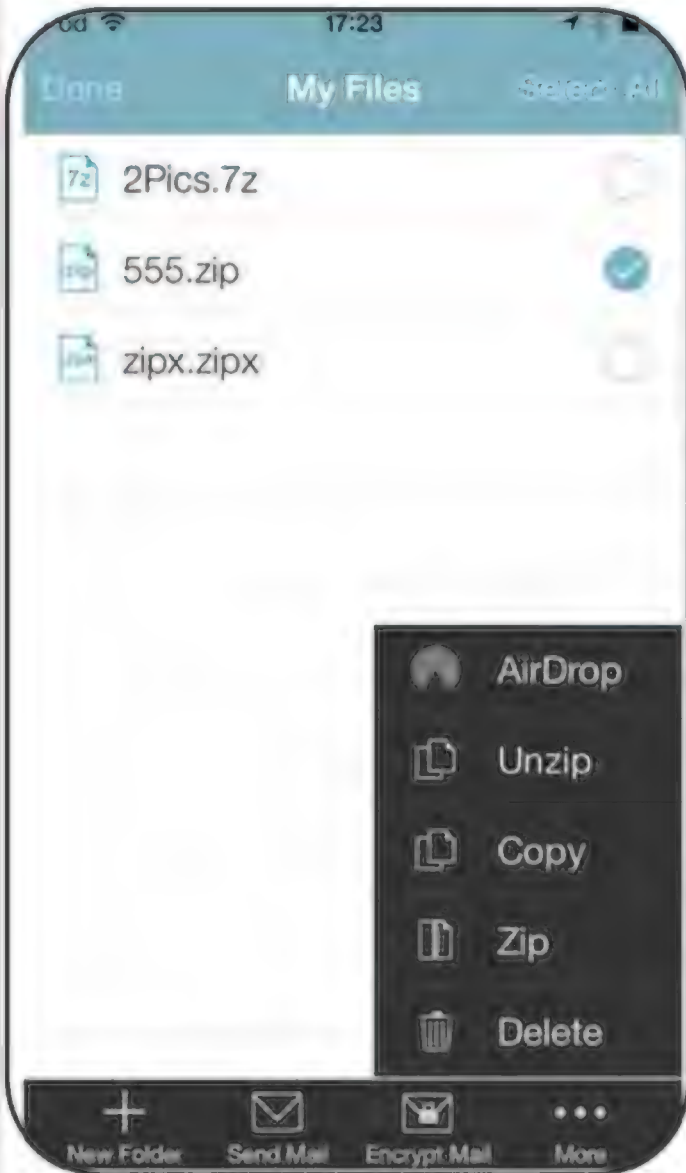 17:23
Done My Files Select All
7z 2Pics.7z
zip 555.zip
zipx.zipx
AirDrop
Unzip
Copy
Zip
Delete
New Folder Send Mail Encrypt Mail More